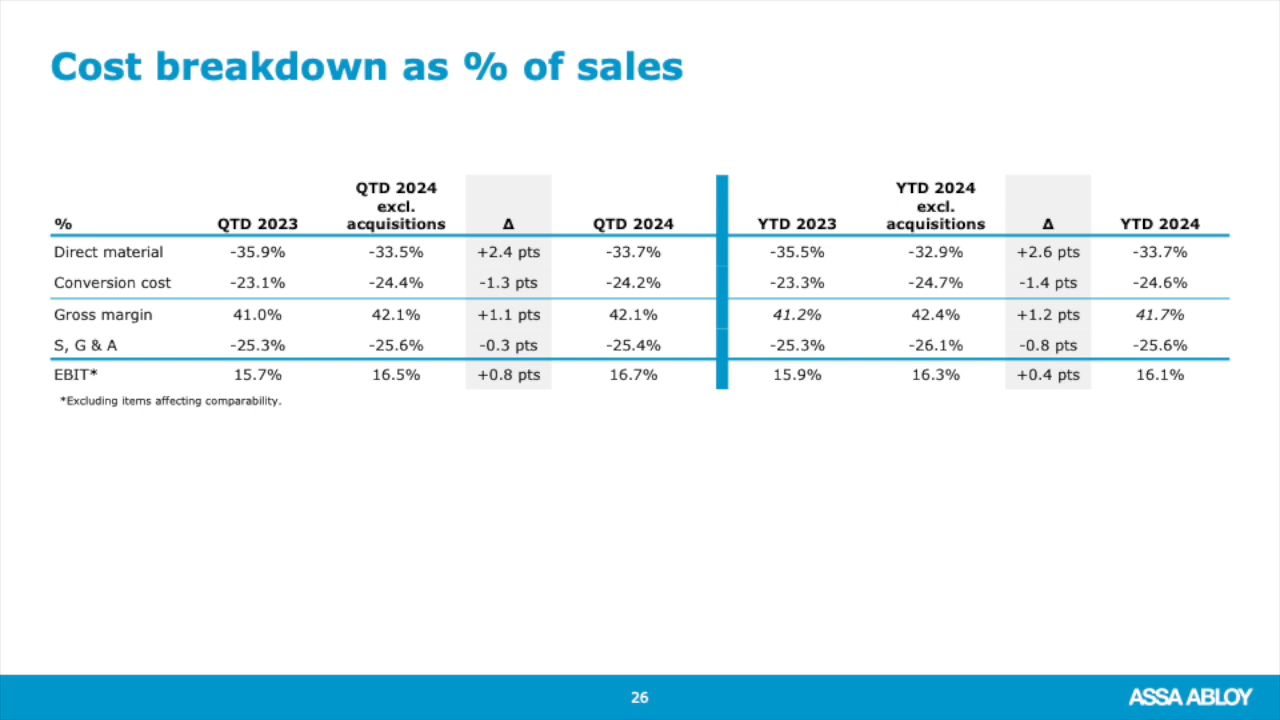 Cost breakdown as % of sales
% QTD 2023 QTD 2024 excl. acquisitions Δ QTD 2024 YTD 2023 YTD 2024 excl. acquisitions Δ YTD 2024
Direct material -35.9% -33.5% +2.4 pts -33.7% -35.5% -32.9% +2.6 pts -33.7%
Conversion cost -23.1% -24.4% -1.3 pts -24.2% -23.3% -24.7% -1.4 pts -24.6%
Gross margin 41.0% 42.1% +1.1 pts 42.1% 41.2% 42.4% +1.2 pts 41.7%
S, G & A -25.3% -25.6% -0.3 pts -25.4% -25.3% -26.1% -0.8 pts -25.6%
EBIT* 15.7% 16.5% +0.8 pts 16.7% 15.9% 16.3% +0.4 pts 16.1%
*Excluding items affecting comparability.
26
ASSA ABLOY